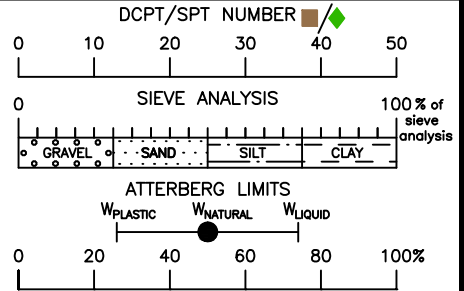 DCPT/SPT NUMBER /
0 10 20 30 40 50
SIEVE ANALYSIS
0 100% of
sieve
analysis
GRAVEL SAND SILT CLAY
ATTERBERG LIMITS
WPLASTIC WNATURAL WLIQUID
0 20 40 60 80 100%